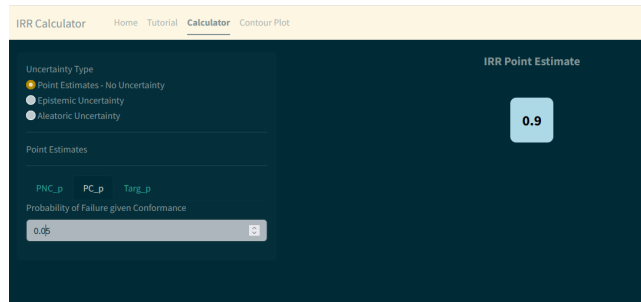 IRR Calculator Home Tutorial Calculator Contour Plot
Uncertainty Type
Point Estimates - No Uncertainty
Epistemic Uncertainty
Aleatoric Uncertainty
Point Estimates
PNC_p PC_p Targ_p
Probability of Failure given Conformance
0.05
IRR Point Estimate
0.9